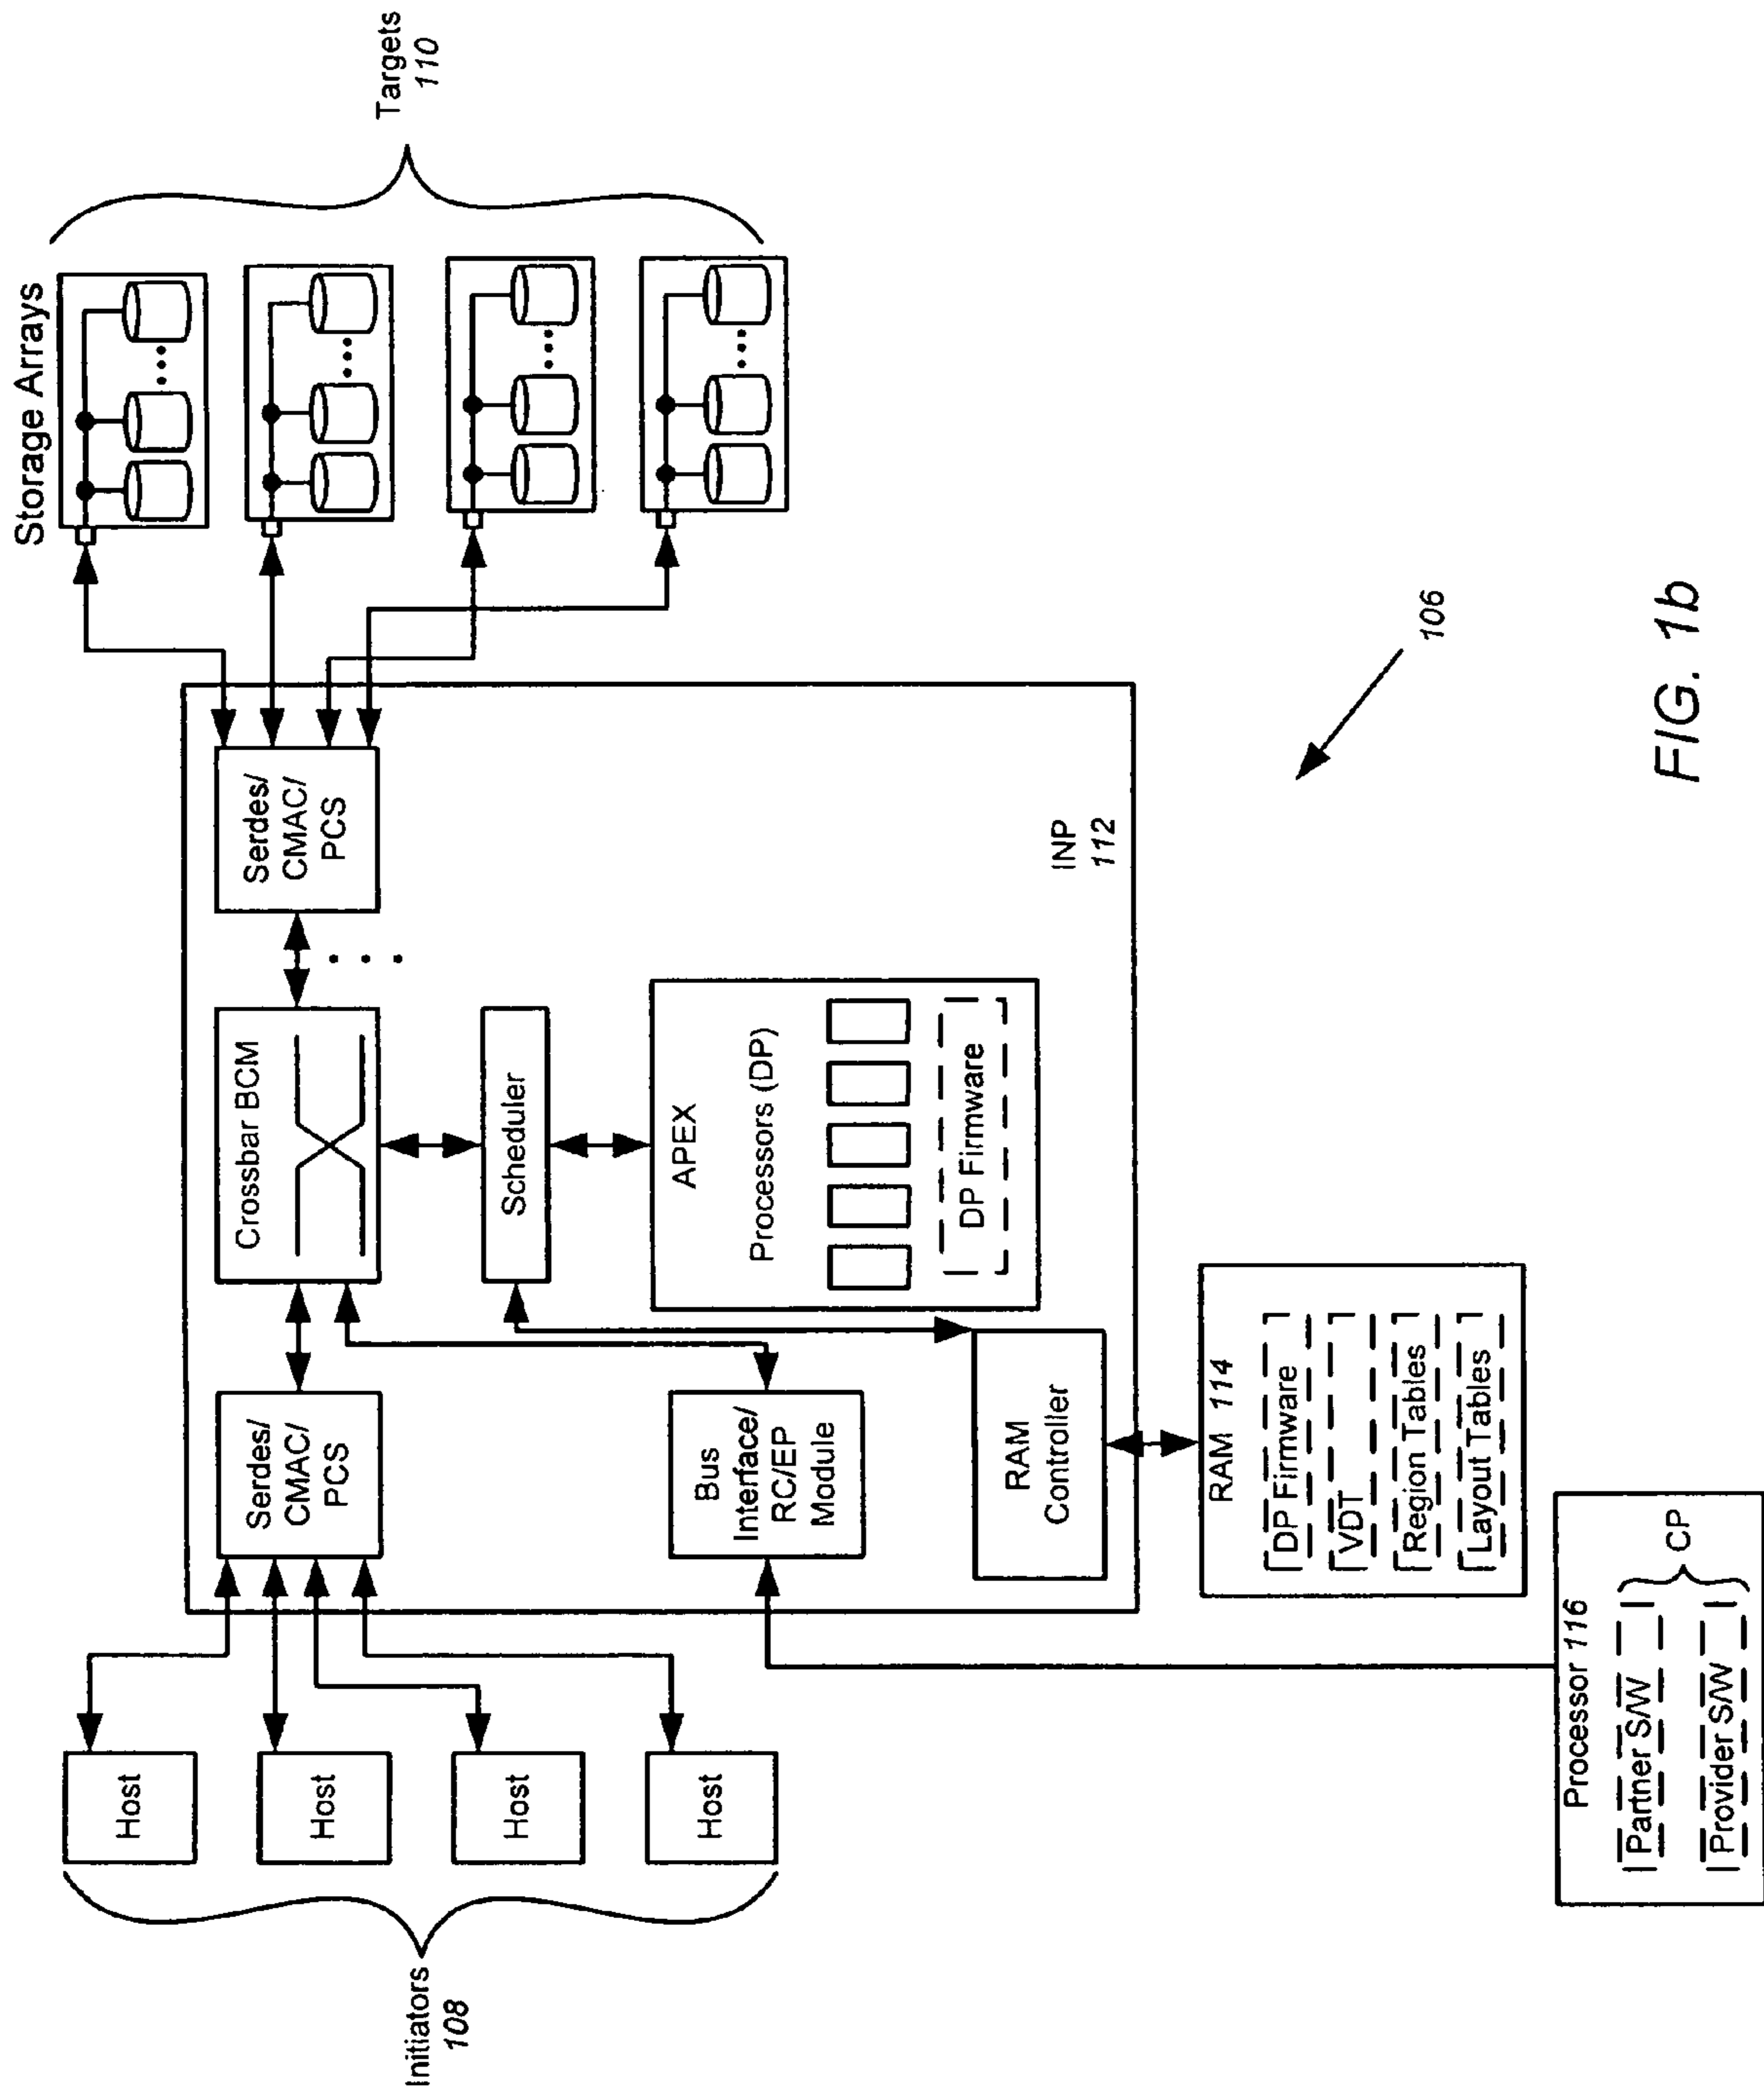 Storage Arrays
Targets
110
Initiators
108
Host
Host
Host
Host
Serdes/
CMAC/
PCS
Crossbar BCM
Serdes/
CMAC/
PCS
Scheduler
Bus
Interface/
RC/EP
Module
APEX
Processors (DP)
DP Firmware
RAM
Controller
INP
112
RAM 114
DP Firmware
VDT
Region Tables
Layout Tables
Processor 116
Partner S/W
Provider S/W
CP
106
FIG. 1b